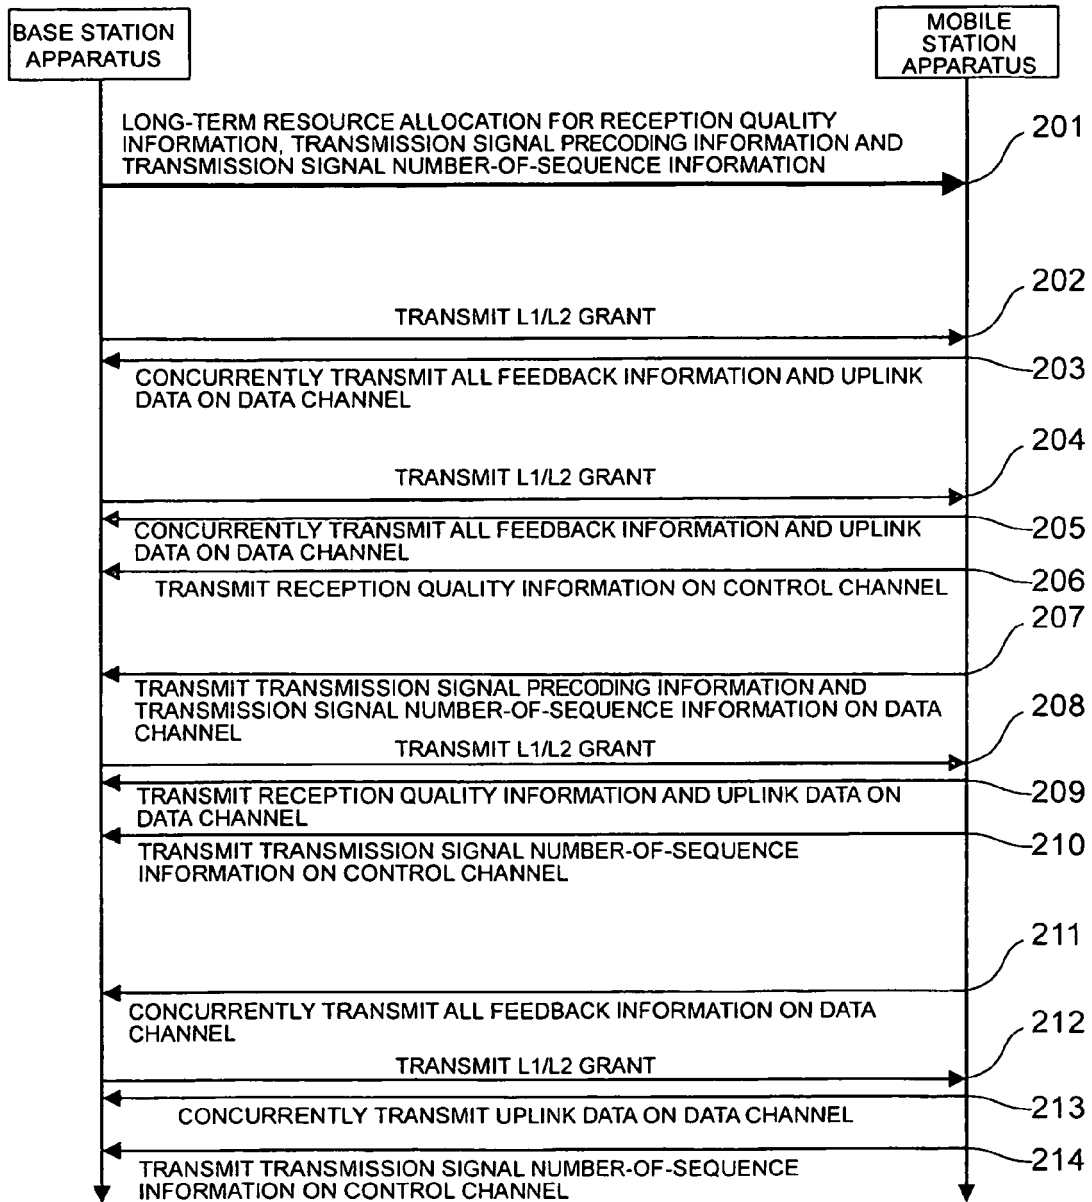 BASE STATION
APPARATUS
MOBILE
STATION
APPARATUS
LONG-TERM RESOURCE ALLOCATION FOR RECEPTION QUALITY
INFORMATION, TRANSMISSION SIGNAL PRECODING INFORMATION AND
TRANSMISSION SIGNAL NUMBER-OF-SEQUENCE INFORMATION
201
202
TRANSMIT L1/L2 GRANT
203
CONCURRENTLY TRANSMIT ALL FEEDBACK INFORMATION AND UPLINK
DATA ON DATA CHANNEL
204
TRANSMIT L1/L2 GRANT
205
CONCURRENTLY TRANSMIT ALL FEEDBACK INFORMATION AND UPLINK
DATA ON DATA CHANNEL
206
TRANSMIT RECEPTION QUALITY INFORMATION ON CONTROL CHANNEL
207
TRANSMIT TRANSMISSION SIGNAL PRECODING INFORMATION AND
TRANSMISSION SIGNAL NUMBER-OF-SEQUENCE INFORMATION ON DATA
CHANNEL
208
TRANSMIT L1/L2 GRANT
209
TRANSMIT RECEPTION QUALITY INFORMATION AND UPLINK DATA ON
DATA CHANNEL
210
TRANSMIT TRANSMISSION SIGNAL NUMBER-OF-SEQUENCE
INFORMATION ON CONTROL CHANNEL
211
CONCURRENTLY TRANSMIT ALL FEEDBACK INFORMATION ON DATA
CHANNEL
212
TRANSMIT L1/L2 GRANT
213
CONCURRENTLY TRANSMIT UPLINK DATA ON DATA CHANNEL
214
TRANSMIT TRANSMISSION SIGNAL NUMBER-OF-SEQUENCE
INFORMATION ON CONTROL CHANNEL